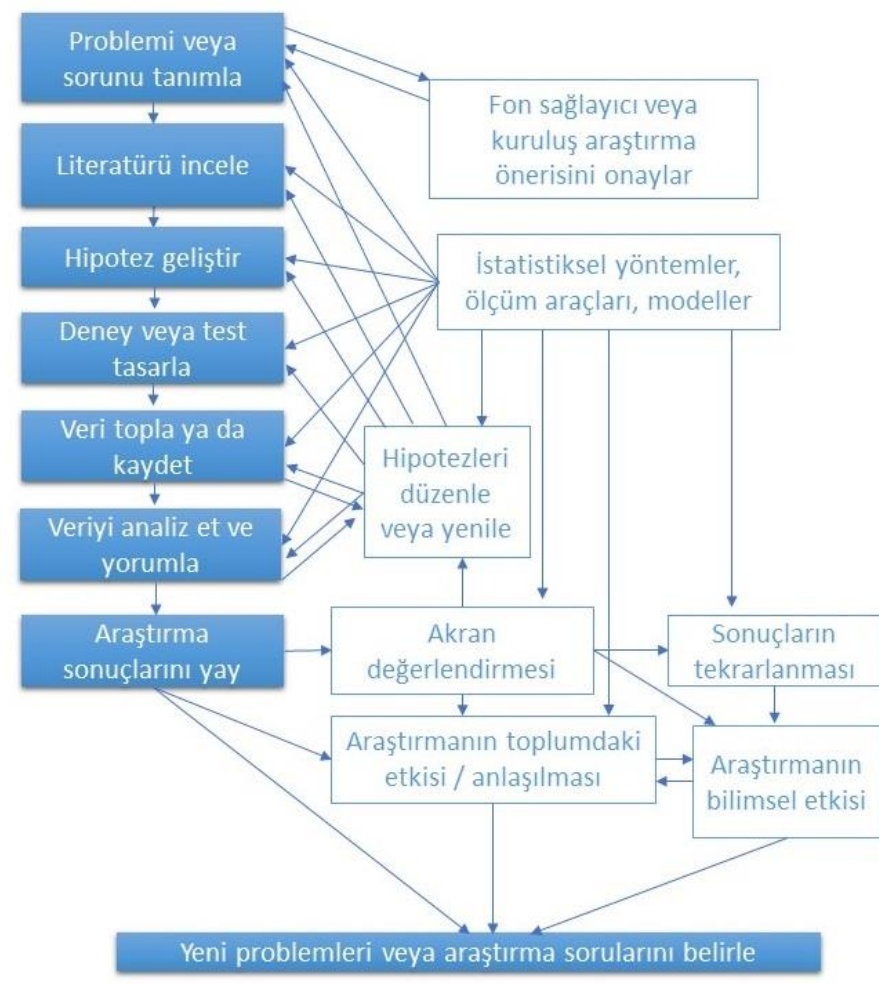 Problemi veya
sorunu tanımla
Fon sağlayıcı veya
kuruluş araştırma
önerisini onaylar
Literatürü incele
Hipotez geliştir
İstatistiksel yöntemler,
ölçüm araçları, modeller
Deney veya test
tasarla
Veri topla ya da
kaydet
Hipotezleri
düzenle
veya yenile
Veriyi analiz et ve
yorumla
Araştırma
sonuçlarını yay
Akran
değerlendirmesi
Sonuçların
tekrarlanması
Araştırmanın toplumdaki
etkisi / anlaşılması
Araştırmanın
bilimsel etkisi
Yeni problemleri veya araştırma sorularını belirle